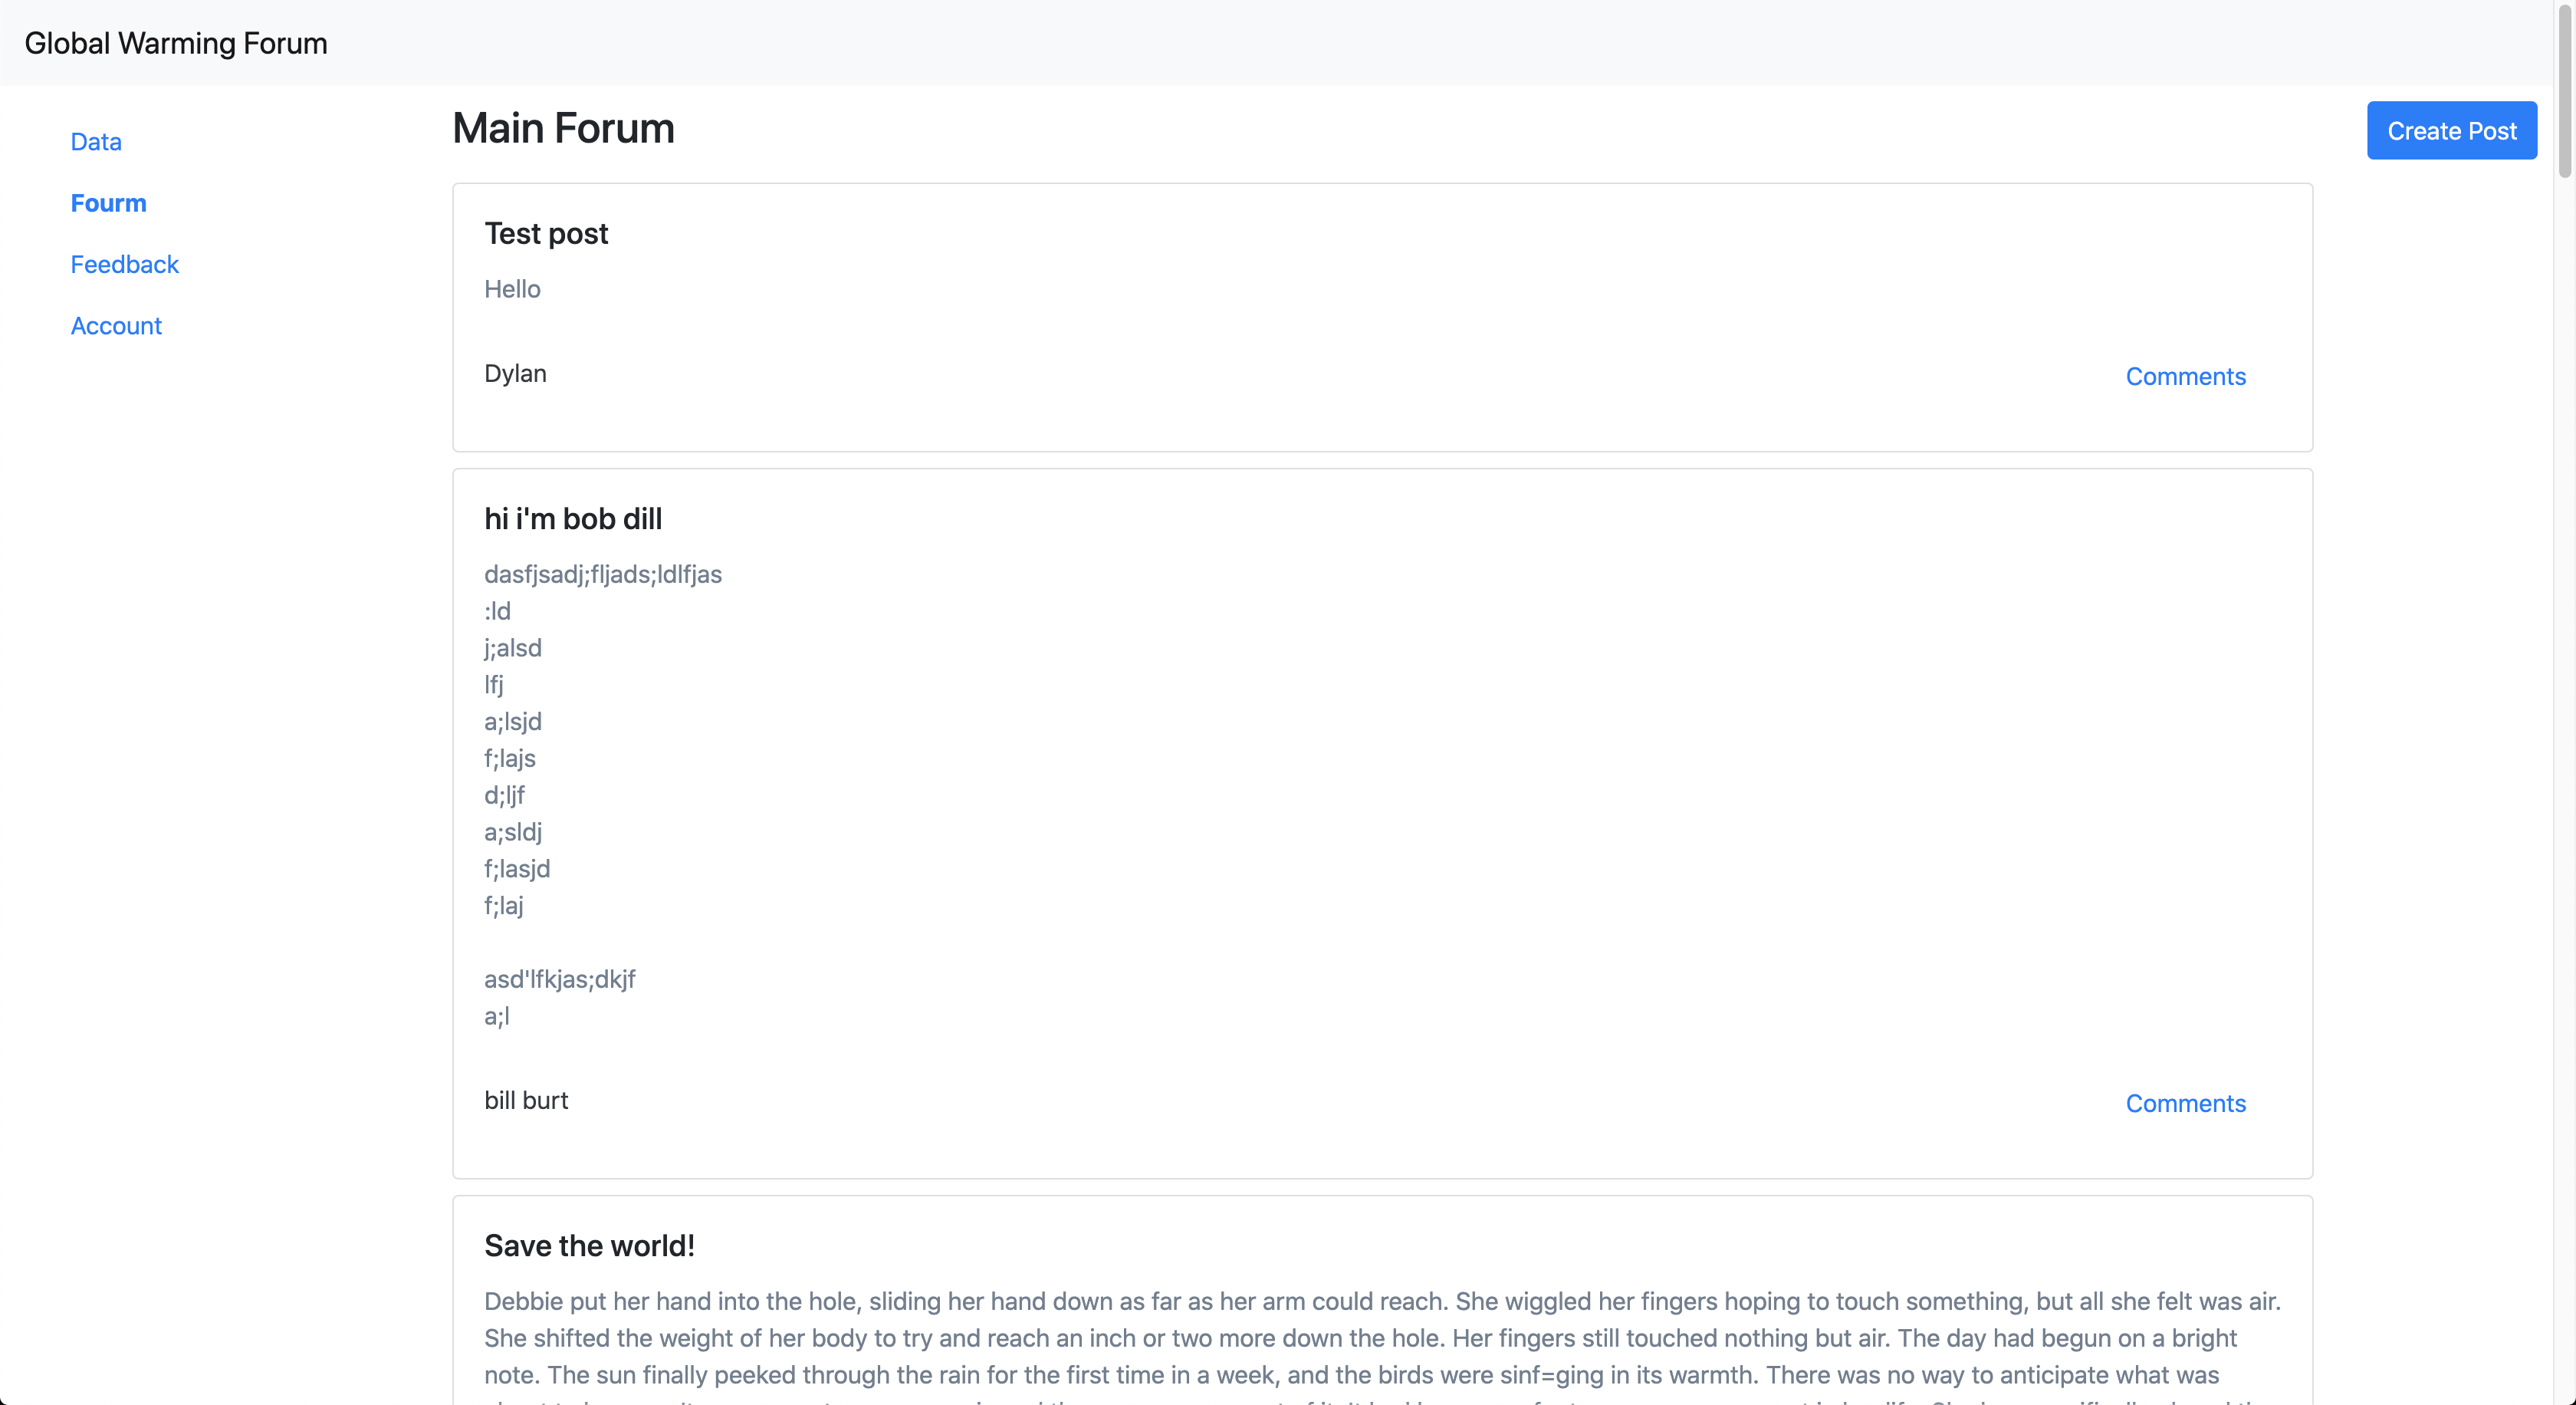 Global Warming Forum
Data
Fourm
Feedback
Account
Main Forum
Create Post
Test post
Hello
Dylan
Comments
hi i'm bob dill
dasfjsadj;fljads;ldlfjas
:ld
j;alsd
lfj
a;lsjd
f;lajs
d;ljf
a;sldj
f;lasjd
f;laj
asd'lfkjas;dkjf
a;l
bill burt
Comments
Save the world!
Debbie put her hand into the hole, sliding her hand down as far as her arm could reach. She wiggled her fingers hoping to touch something, but all she felt was air.
She shifted the weight of her body to try and reach an inch or two more down the hole. Her fingers still touched nothing but air. The day had begun on a bright
note. The sun finally peeked through the rain for the first time in a week, and the birds were sinf=ging in its warmth. There was no way to anticipate what was